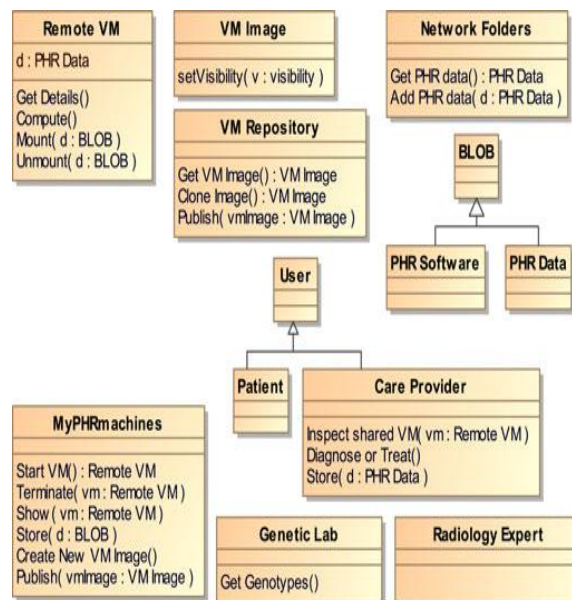 Remote VM
d : PHR Data
Get Details()
Compute()
Mount( d : BLOB )
Unmount( d : BLOB )
VM Image
setVisibility( v : visibility )
VM Repository
Get VM Image() : VM Image
Clone Image() : VM Image
Publish( vmImage : VM Image )
Network Folders
Get PHR data() : PHR Data
Add PHR data( d : PHR Data )
BLOB
PHR Software
PHR Data
User
Patient
Care Provider
Inspect shared VM( vm : Remote VM )
Diagnose or Treat()
Store( d : PHR Data )
MyPHRmachines
Start VM() : Remote VM
Terminate( vm : Remote VM )
Show( vm : Remote VM )
Store( d : BLOB )
Create New VM Image()
Publish( vmImage : VM Image )
Genetic Lab
Get Genotypes()
Radiology Expert